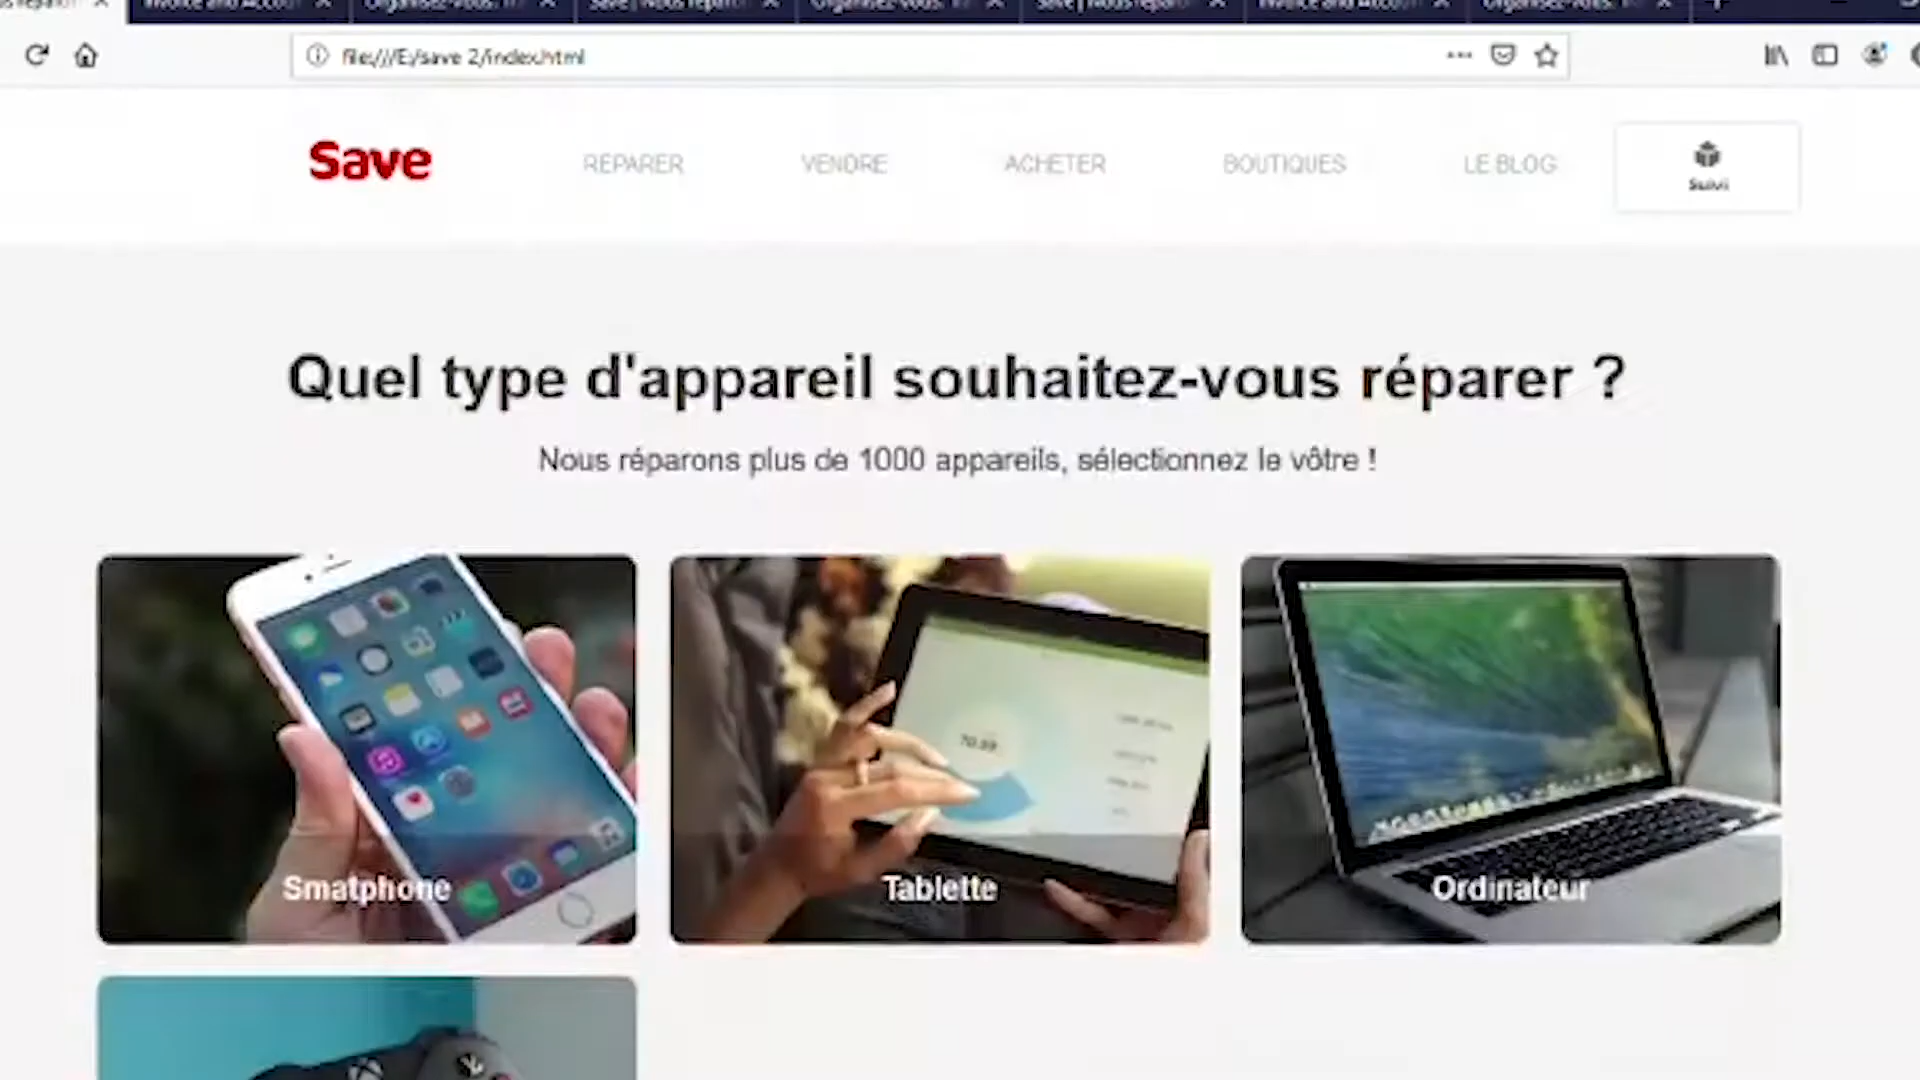 file:///E:/save 2/index.html
Save
REPARER
VENDRE
ACHETER
BOUTIQUES
LE BLOG
Suivi
Quel type d'appareil souhaitez-vous réparer ?
Nous réparons plus de 1000 appareils, sélectionnez le vôtre !
Smatphone
Tablette
Ordinateur